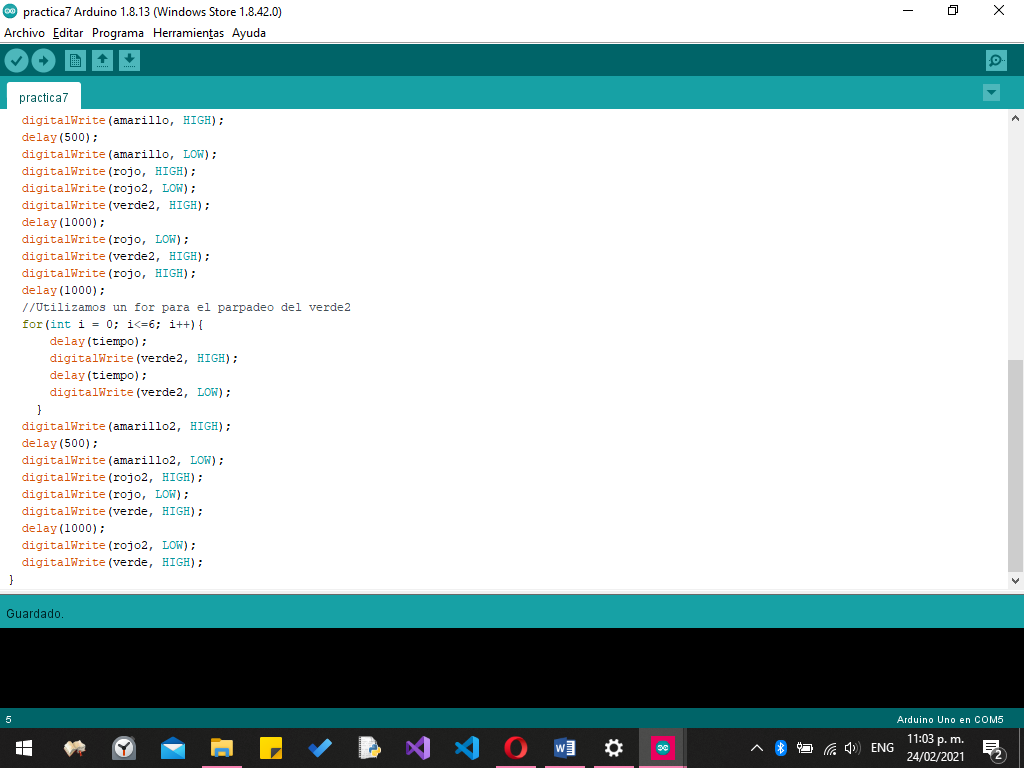 practica7 Arduino 1.8.13 (Windows Store 1.8.42.0)
Archivo Editar Programa Herramientas Ayuda
practica7
digitalWrite(amarillo, HIGH);
delay(500);
digitalWrite(amarillo, LOW);
digitalWrite(rojo, HIGH);
digitalWrite(rojo2, LOW);
digitalWrite(verde2, HIGH);
delay(1000);
digitalWrite(rojo, LOW);
digitalWrite(verde2, HIGH);
digitalWrite(rojo, HIGH);
delay(1000);
//Utilizamos un for para el parpadeo del verde2
for(int i = 0; i<=6; i++){
delay(tiempo);
digitalWrite(verde2, HIGH);
delay(tiempo);
digitalWrite(verde2, LOW);
}
digitalWrite(amarillo2, HIGH);
delay(500);
digitalWrite(amarillo2, LOW);
digitalWrite(rojo2, HIGH);
digitalWrite(rojo, LOW);
digitalWrite(verde, HIGH);
delay(1000);
digitalWrite(rojo2, LOW);
digitalWrite(verde, HIGH);
}
Guardado.
5 Arduino Uno en COM5
ENG
11:03 p. m.
24/02/2021
2